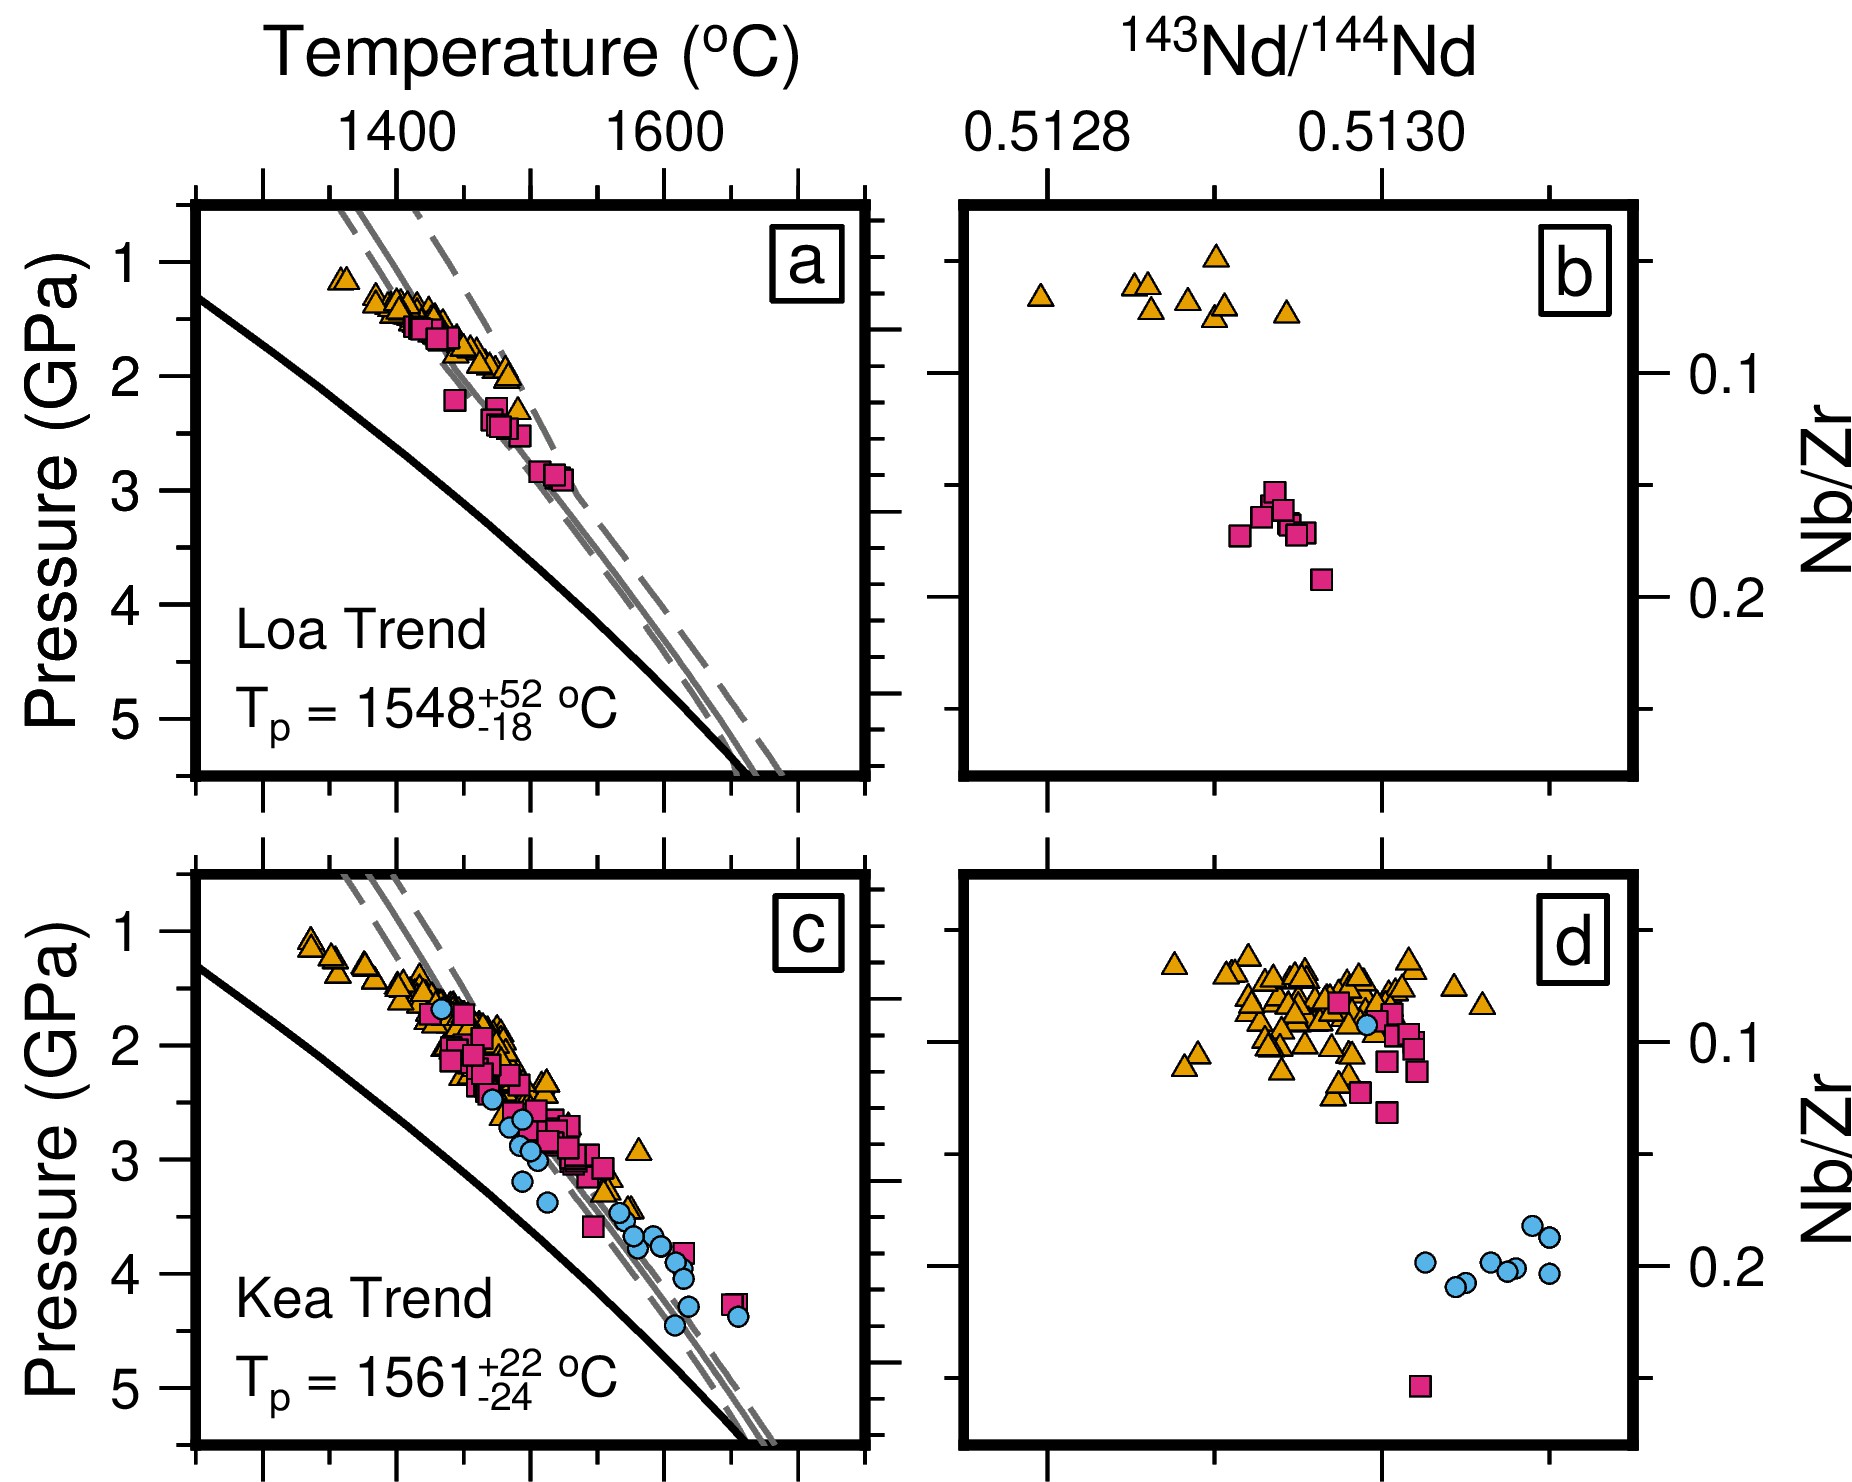 Temperature (ºC)
¹⁴³Nd/¹⁴⁴Nd
1400 1600
0.5128 0.5130
a
b
Pressure (GPa)
1
2
3
4
5
Loa Trend
Tₚ = 1548 +52 -18 ºC
0.1
0.2
Nb/Zr
c
d
Pressure (GPa)
1
2
3
4
5
Kea Trend
Tₚ = 1561 +22 -24 ºC
0.1
0.2
Nb/Zr